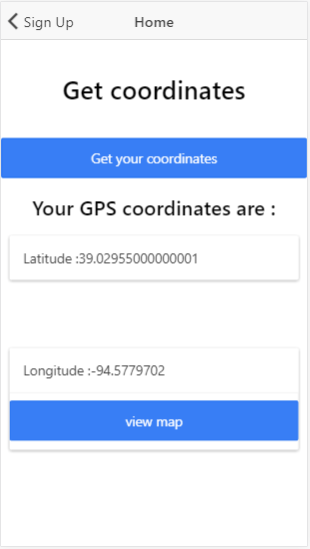 Sign Up
Home
Get coordinates
Get your coordinates
Your GPS coordinates are :
Latitude :39.02955000000001
Longitude :-94.5779702
view map